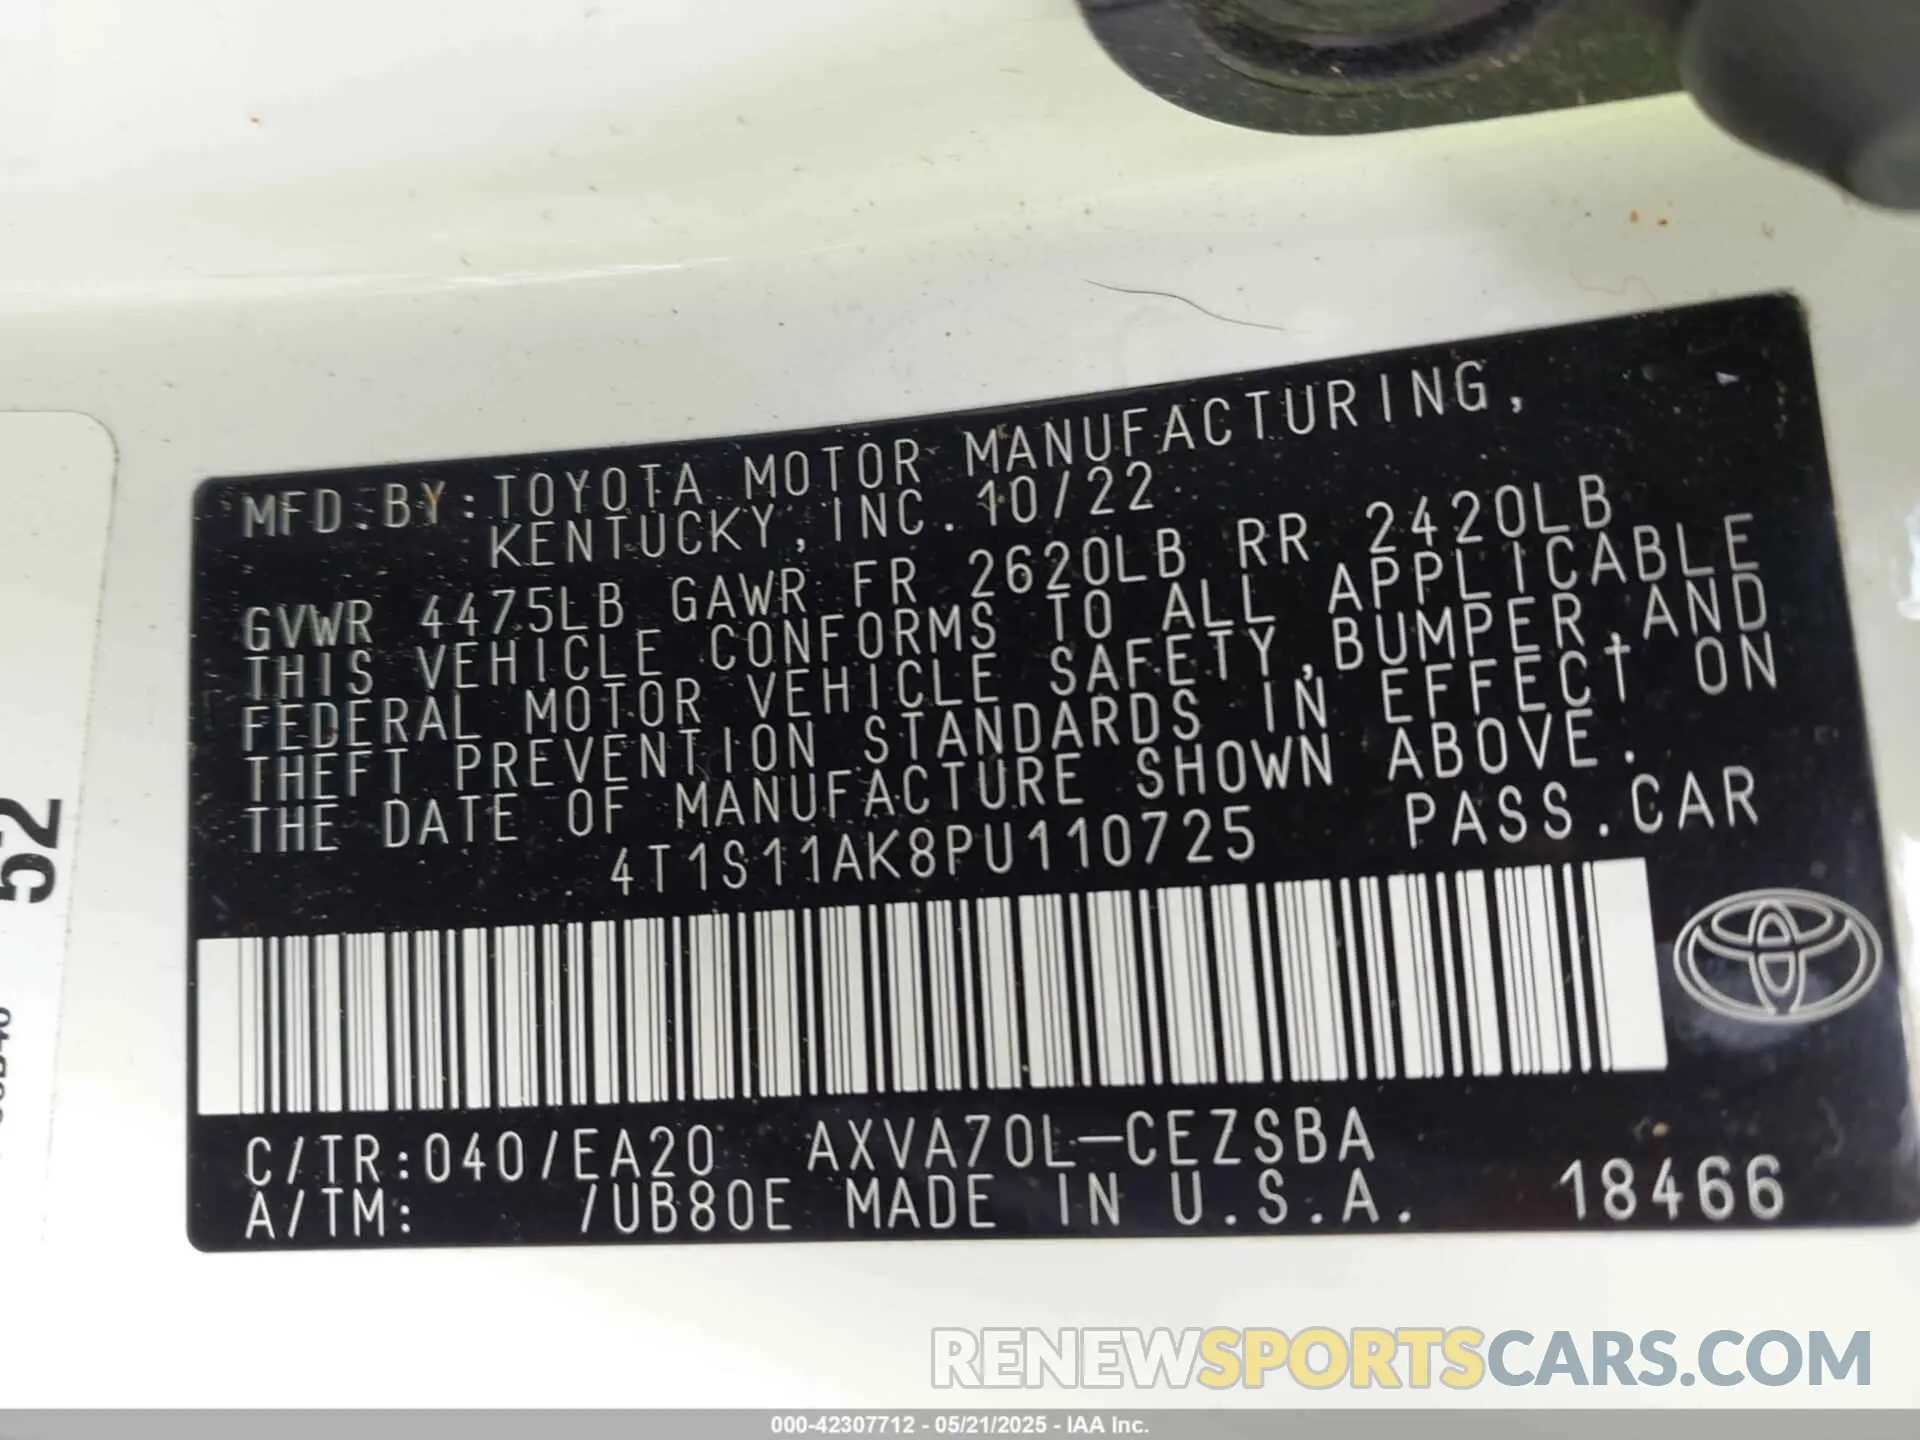 MFD.BY:TOYOTA MOTOR MANUFACTURING,
KENTUCKY,INC. 10/22
GVWR 4475LB GAWR FR 2620LB RR 2420LB
THIS VEHICLE CONFORMS TO ALL APPLICABLE
FEDERAL MOTOR VEHICLE SAFETY,BUMPER,AND
THEFT PREVENTION STANDARDS IN EFFECT ON
THE DATE OF MANUFACTURE SHOWN ABOVE.
4T1S11AK8PU110725 PASS.CAR
C/TR:040/EA20 AXVA70L-CEZSBA
A/TM: /UB80E MADE IN U.S.A. 18466
52
RENEWSPORTSCARS.COM
000-42307712 - 05/21/2025 - IAA Inc.